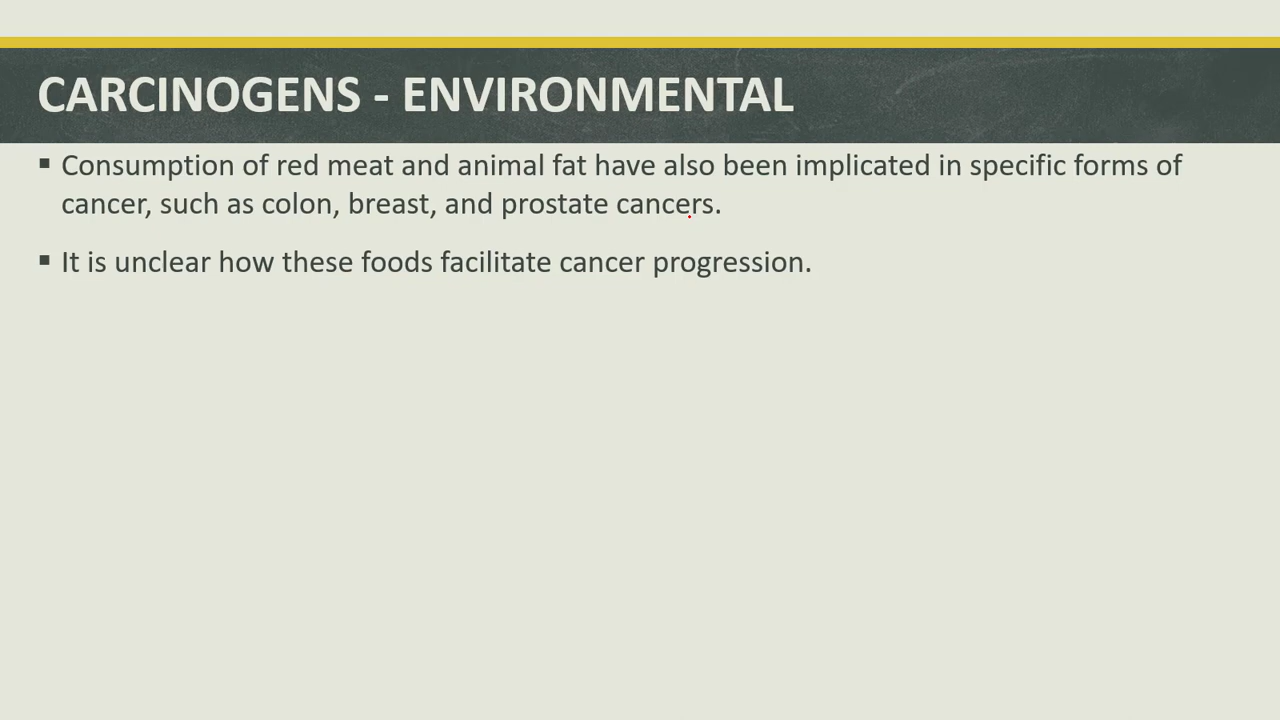 CARCINOGENS - ENVIRONMENTAL
▪ Consumption of red meat and animal fat have also been implicated in specific forms of
cancer, such as colon, breast, and prostate cancers.
▪ It is unclear how these foods facilitate cancer progression.